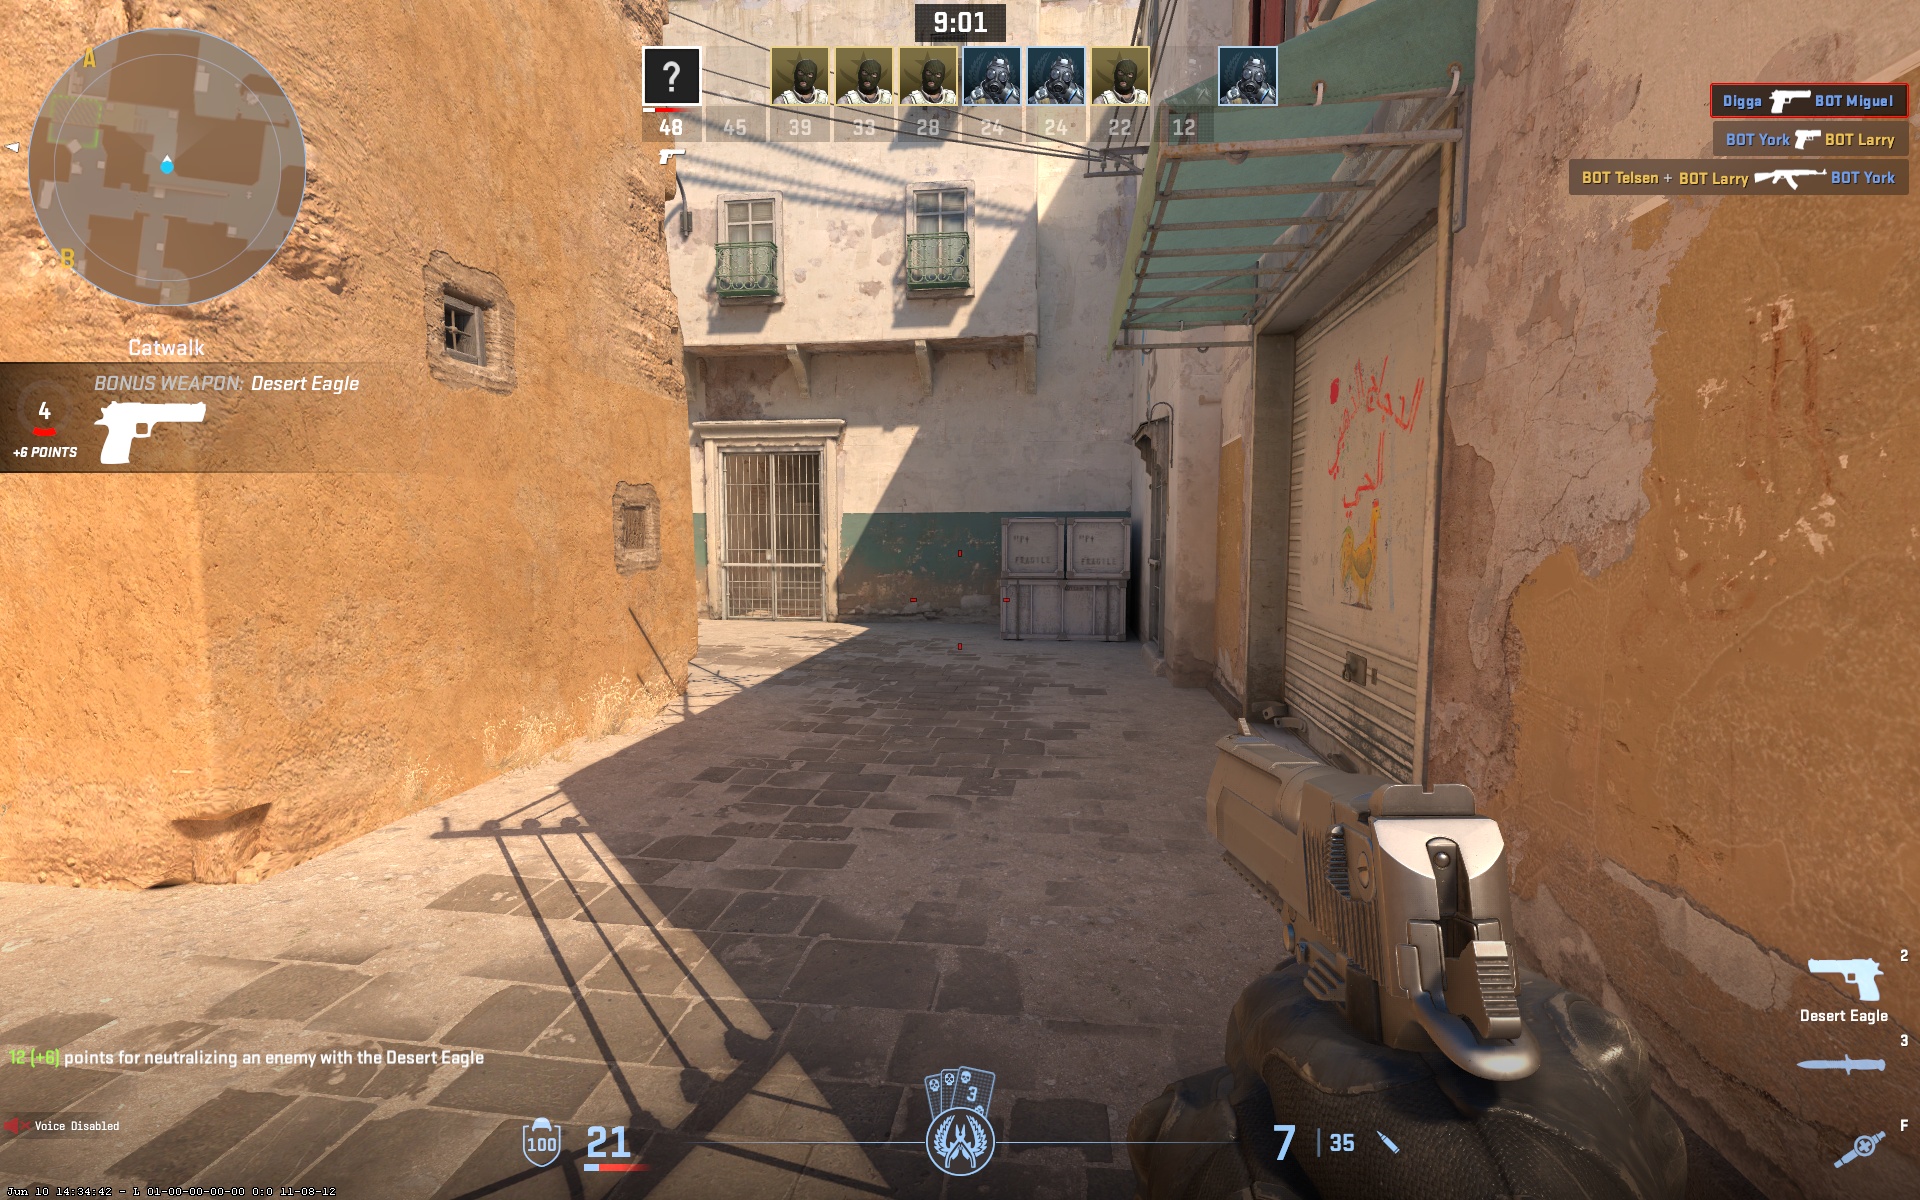 9:01
A
?
48 45 39 33 28 24 24 22 12
Digga BOT Miguel
BOT York BOT Larry
BOT Telsen + BOT Larry BOT York
B
Catwalk
BONUS WEAPON: Desert Eagle
4
+6 POINTS
FRAGILE FRAGILE
2
Desert Eagle
3
12 (+6) points for neutralizing an enemy with the Desert Eagle
3
Voice Disabled
100 21
7 35
F
Jun 10 14:34:42 - L 01-00-00-00-00 0:0 11-08-12